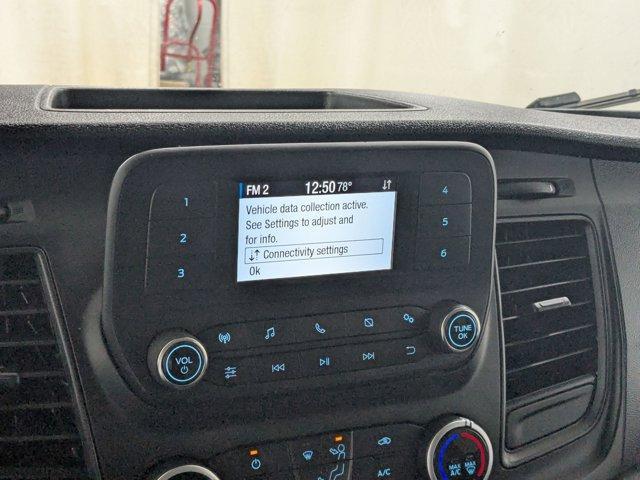 FM 2 12:50 78°
Vehicle data collection active.
See Settings to adjust and
for info.
Connectivity settings
Ok
1
2
3
4
5
6
VOL
TUNE
OK
A/C
MAX
A/C
MAX